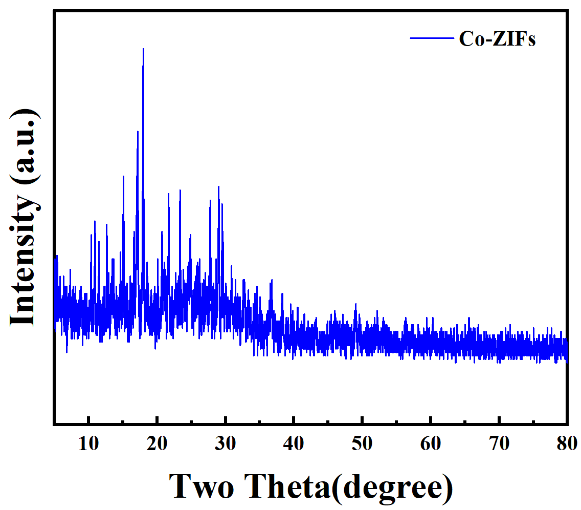 Co-ZIFs
Intensity (a.u.)
10 20 30 40 50 60 70 80
Two Theta(degree)